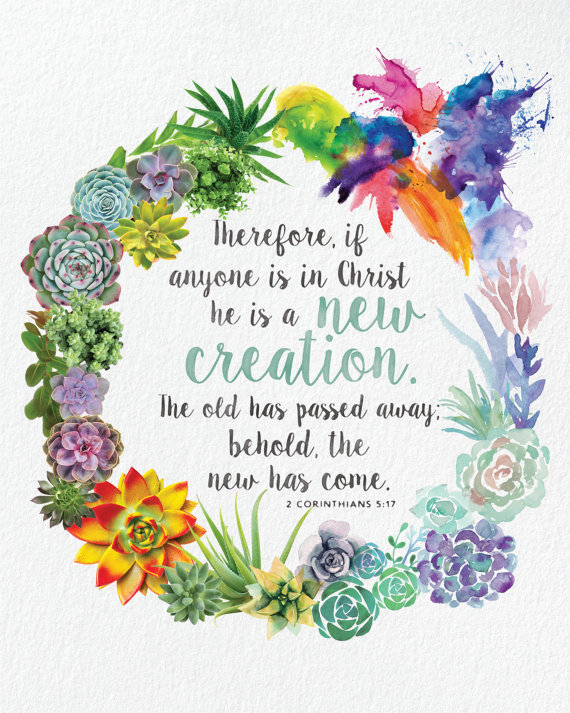 Therefore, if
anyone is in Christ
he is a new
creation.
The old has passed away;
behold, the
new has come.
2 CORINTHIANS 5:17